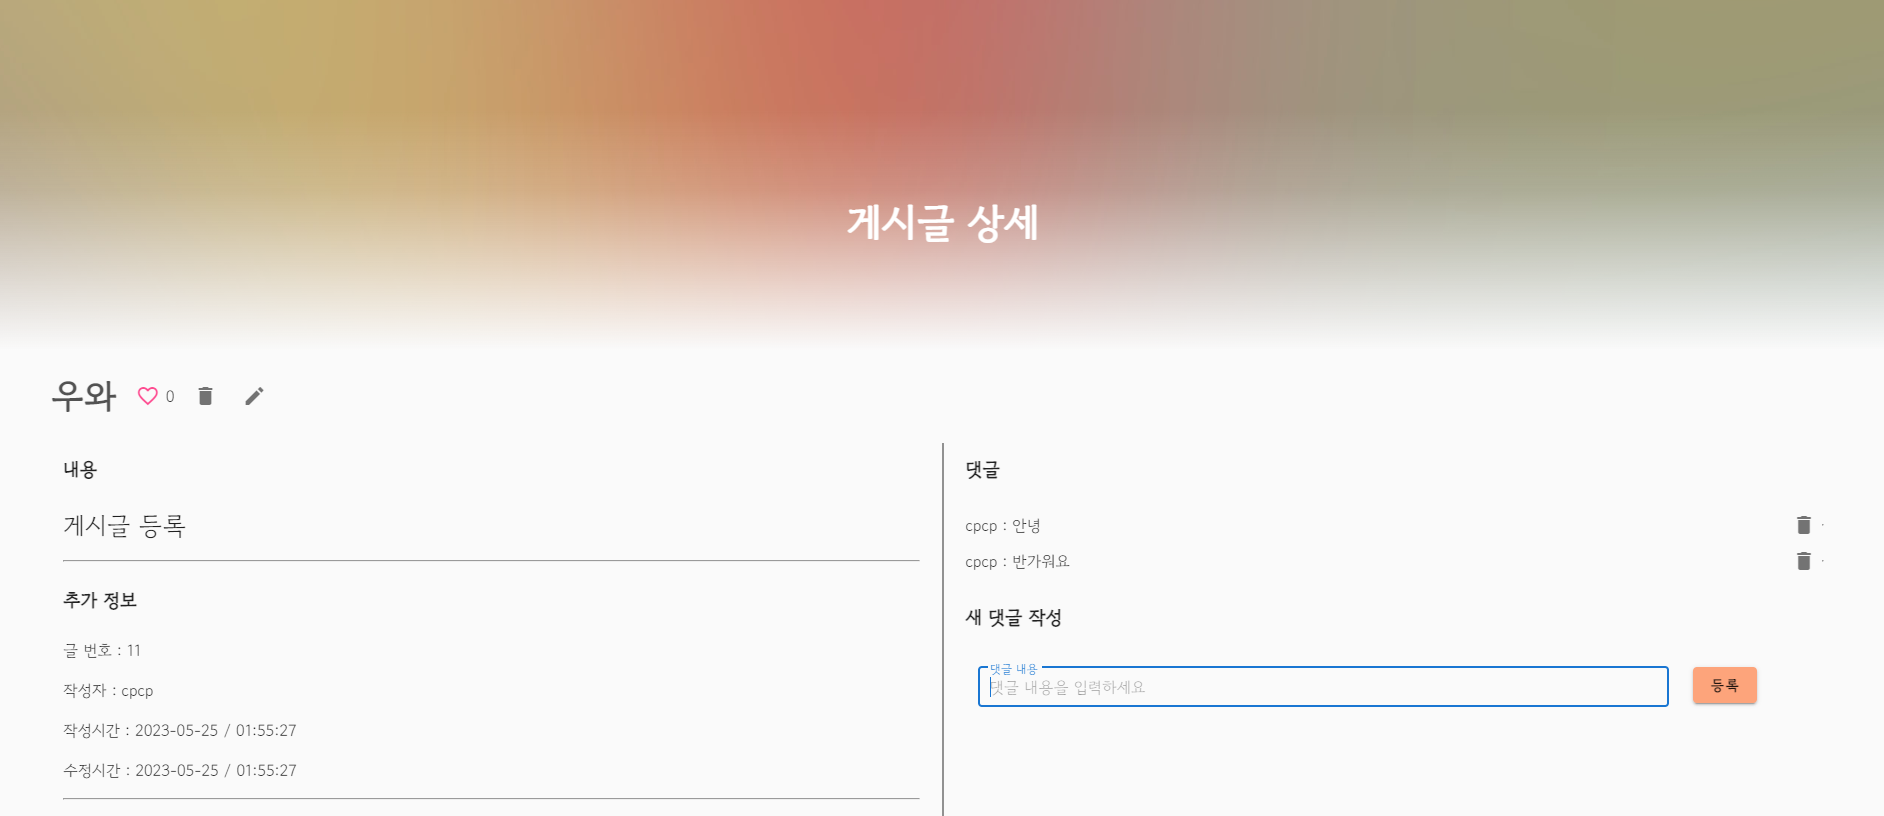 게시글 상세
우와 0
내용
게시글 등록
추가 정보
글 번호 : 11
작성자 : cpcp
작성시간 : 2023-05-25 / 01:55:27
수정시간 : 2023-05-25 / 01:55:27
댓글
cpcp : 안녕
cpcp : 반가워요
새 댓글 작성
댓글 내용
댓글 내용을 입력하세요
등록